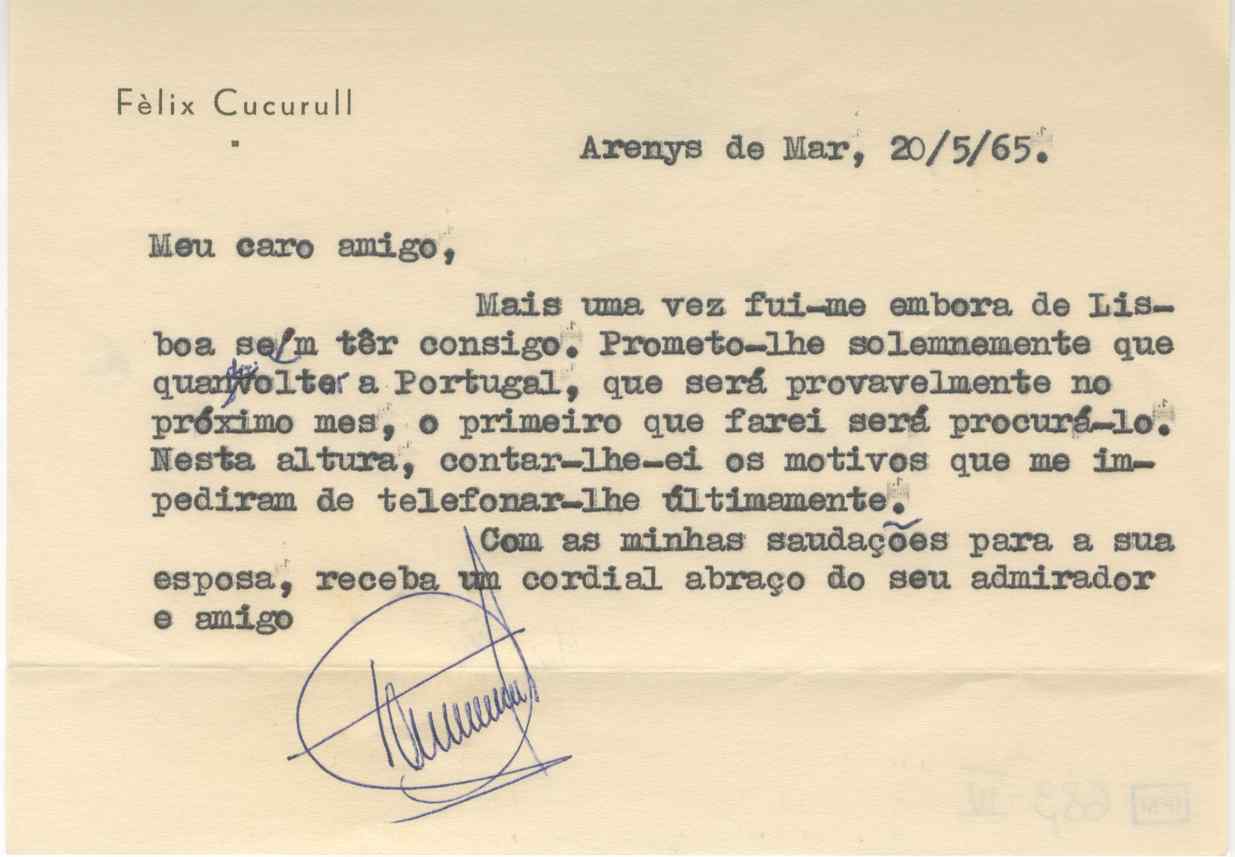 Fèlix Cucurull
Arenys de Mar, 20/5/65.
Meu caro amigo,
Mais uma vez fui-me embora de Lis-
boa sem têr consigo. Prometo-lhe solemnemente que
quando volter a Portugal, que será provavelmente no
próximo mes, o primeiro que farei será procurá-lo.
Nesta altura, contar-lhe-ei os motivos que me im-
pediram de telefonar-lhe últimamente.
Com as minhas saudações para a sua
esposa, receba um cordial abraço do seu admirador
e amigo